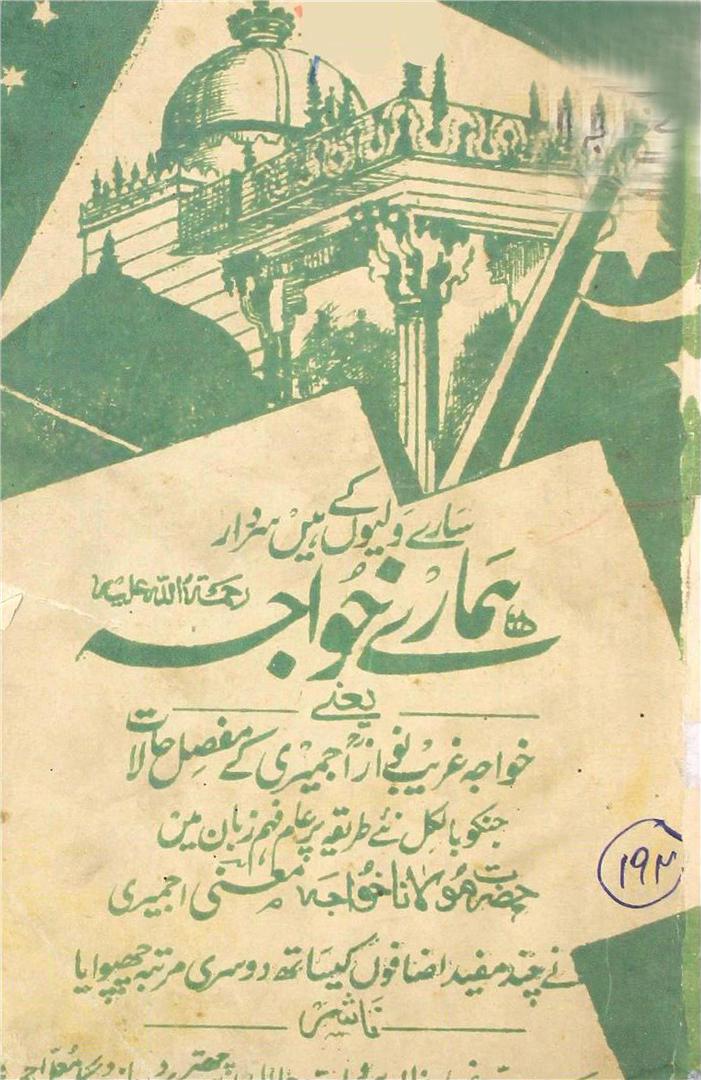 سارے ولیوں کے ہیں سردار
ہمارے خواجہ
رحمۃ اللہ علیہ
یعنے
خواجہ غریب نواز اجمیری کے مفصل حالات
جنکو بالکل نئے طریقہ پر عام فہم زبان میں
حضرت مولانا خواجہ معنی اجمیری
نے چند مفید اضافوں کیساتھ دوسری مرتبہ چھپوایا
ناشر